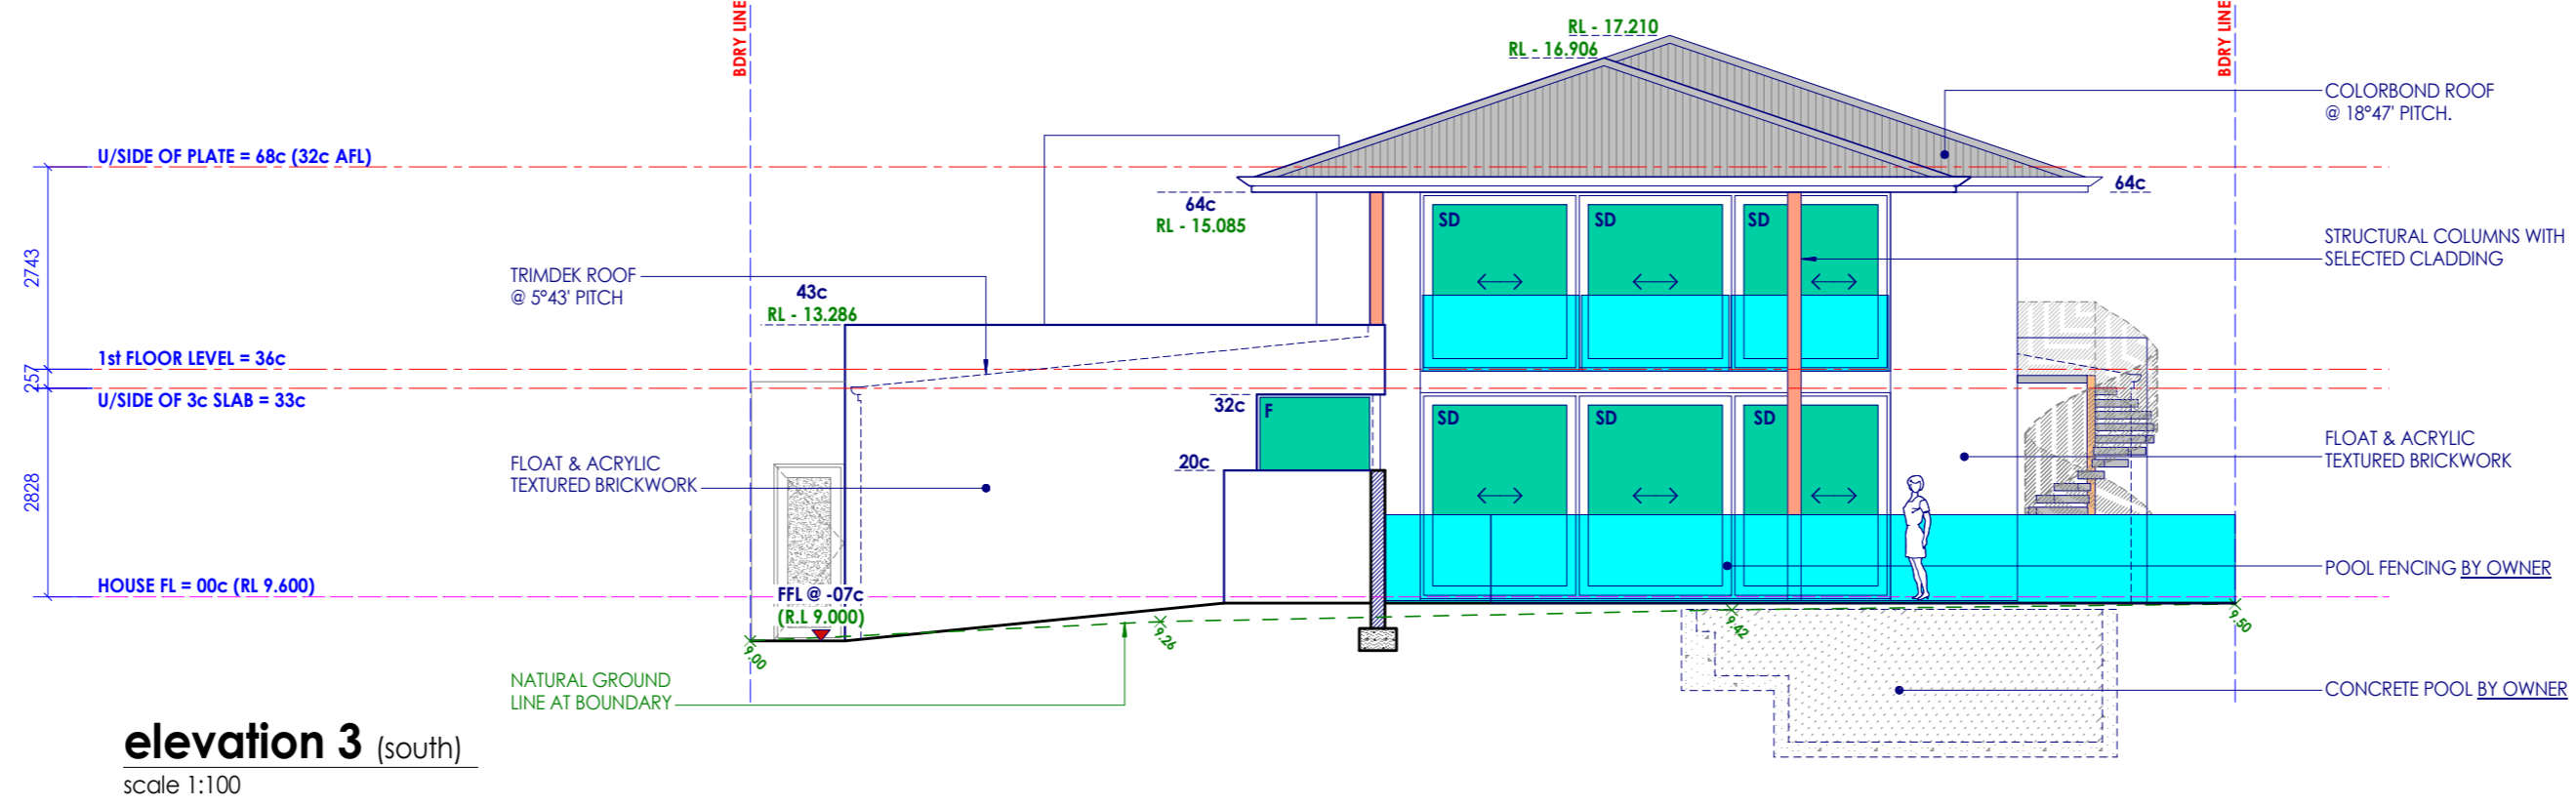 BDRY LINE
BDRY LINE
RL - 17.210
RL - 16.906
COLORBOND ROOF
@ 18°47' PITCH.
U/SIDE OF PLATE = 68c (32c AFL)
64c
64c
RL - 15.085
SD
SD
SD
STRUCTURAL COLUMNS WITH
SELECTED CLADDING
2743
TRIMDEK ROOF
@ 5°43' PITCH
43c
RL - 13.286
1st FLOOR LEVEL = 36c
257
U/SIDE OF 3c SLAB = 33c
32c
F
SD
SD
SD
FLOAT & ACRYLIC
TEXTURED BRICKWORK
20c
FLOAT & ACRYLIC
TEXTURED BRICKWORK
2828
HOUSE FL = 00c (RL 9.600)
FFL @ -07c
(R.L 9.000)
POOL FENCING BY OWNER
9.00
9.26
9.42
9.50
NATURAL GROUND
LINE AT BOUNDARY
CONCRETE POOL BY OWNER
elevation 3 (south)
scale 1:100